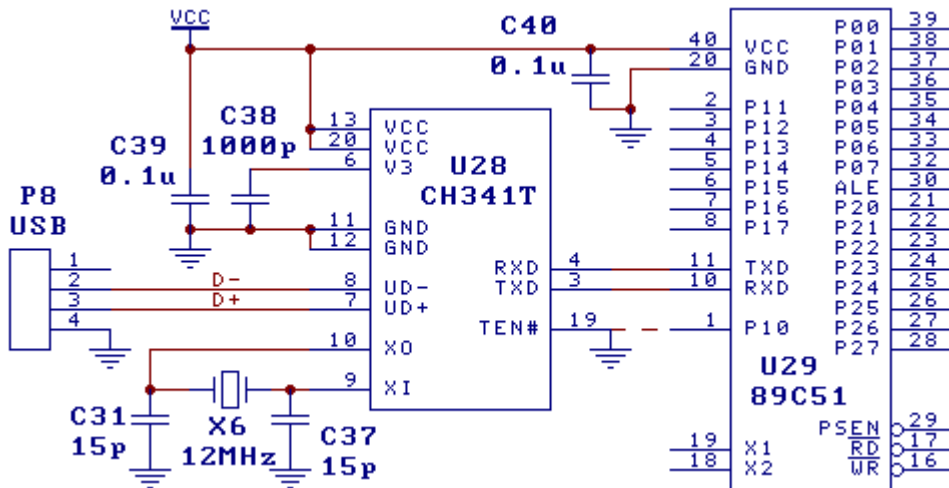 VCC
C40
0.1u
40 VCC
20 GND
2 P11
3 P12
4 P13
5 P14
6 P15
7 P16
8 P17
11 TXD
10 RXD
1 P10
19 X1
18 X2
P00 39
P01 38
P02 37
P03 36
P04 35
P05 34
P06 33
P07 32
ALE 30
P20 21
P21 22
P22 23
P23 24
P24 25
P25 26
P26 27
P27 28
U29
89C51
PSEN 29
RD 17
WR 16
C39
0.1u
C38
1000p
13 VCC
20 VCC
6 V3
11 GND
12 GND
8 UD-
7 UD+
10 XO
9 XI
U28
CH341T
RXD 4
TXD 3
TEN# 19
P8
USB
1
2
3
4
D-
D+
C31
15p
X6
12MHz
C37
15p